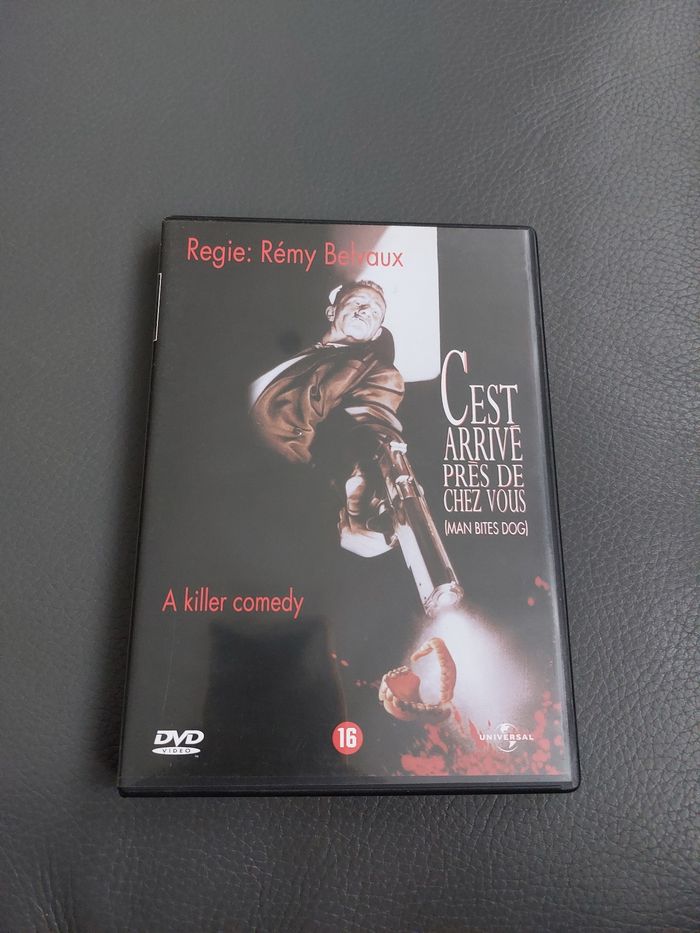 Regie: Rémy Belvaux
C'EST
ARRIVÉ
PRÈS DE
CHEZ VOUS
(MAN BITES DOG)
A killer comedy
DVD
VIDEO
16
UNIVERSAL